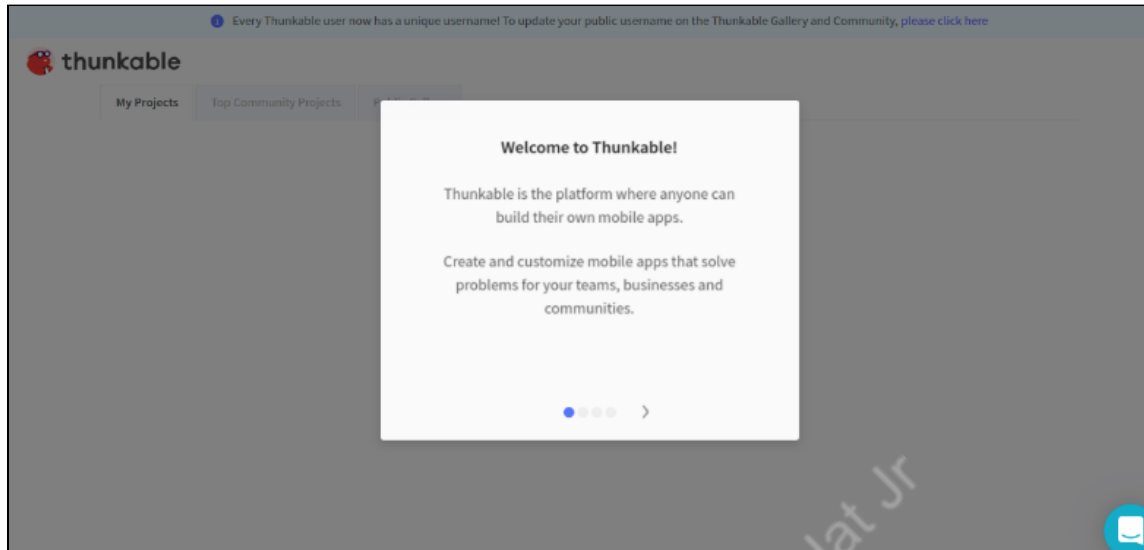 Every Thunkable user now has a unique username! To update your public username on the Thunkable Gallery and Community, please click here
thunkable
My Projects Top Community Projects
Welcome to Thunkable!
Thunkable is the platform where anyone can
build their own mobile apps.
Create and customize mobile apps that solve
problems for your teams, businesses and
communities.
Jr